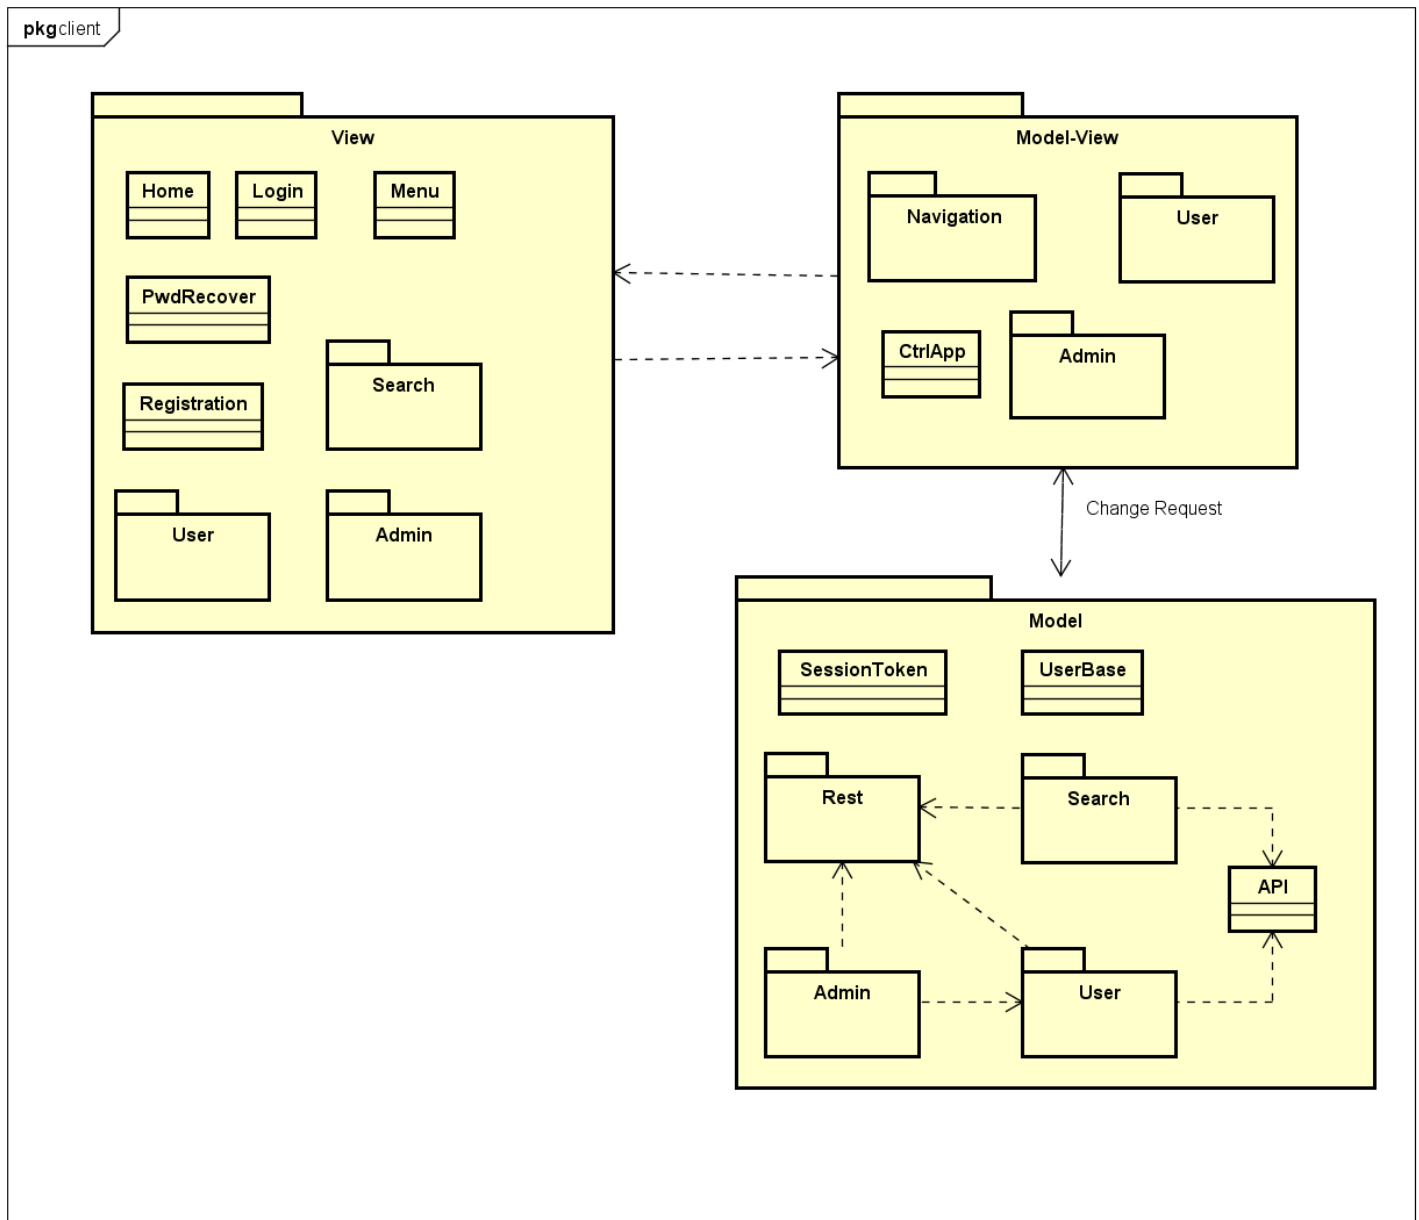 pkg client
View
Home
Login
Menu
PwdRecover
Search
Registration
User
Admin
Model-View
Navigation
User
CtrlApp
Admin
Change Request
Model
SessionToken
UserBase
Rest
Search
API
Admin
User